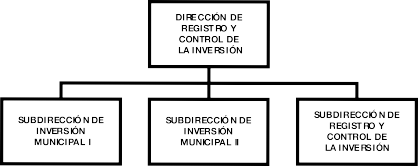 DIRECCIÓN DE
REGISTRO Y
CONTROL DE
LA INVERSIÓN
SUBDIRECCIÓN DE
INVERSIÓN
MUNICIPAL I
SUBDIRECCIÓN DE
INVERSIÓN
MUNICIPAL II
SUBDIRECCIÓN DE
REGISTRO Y
CONTROL DE
LA INVERSIÓN